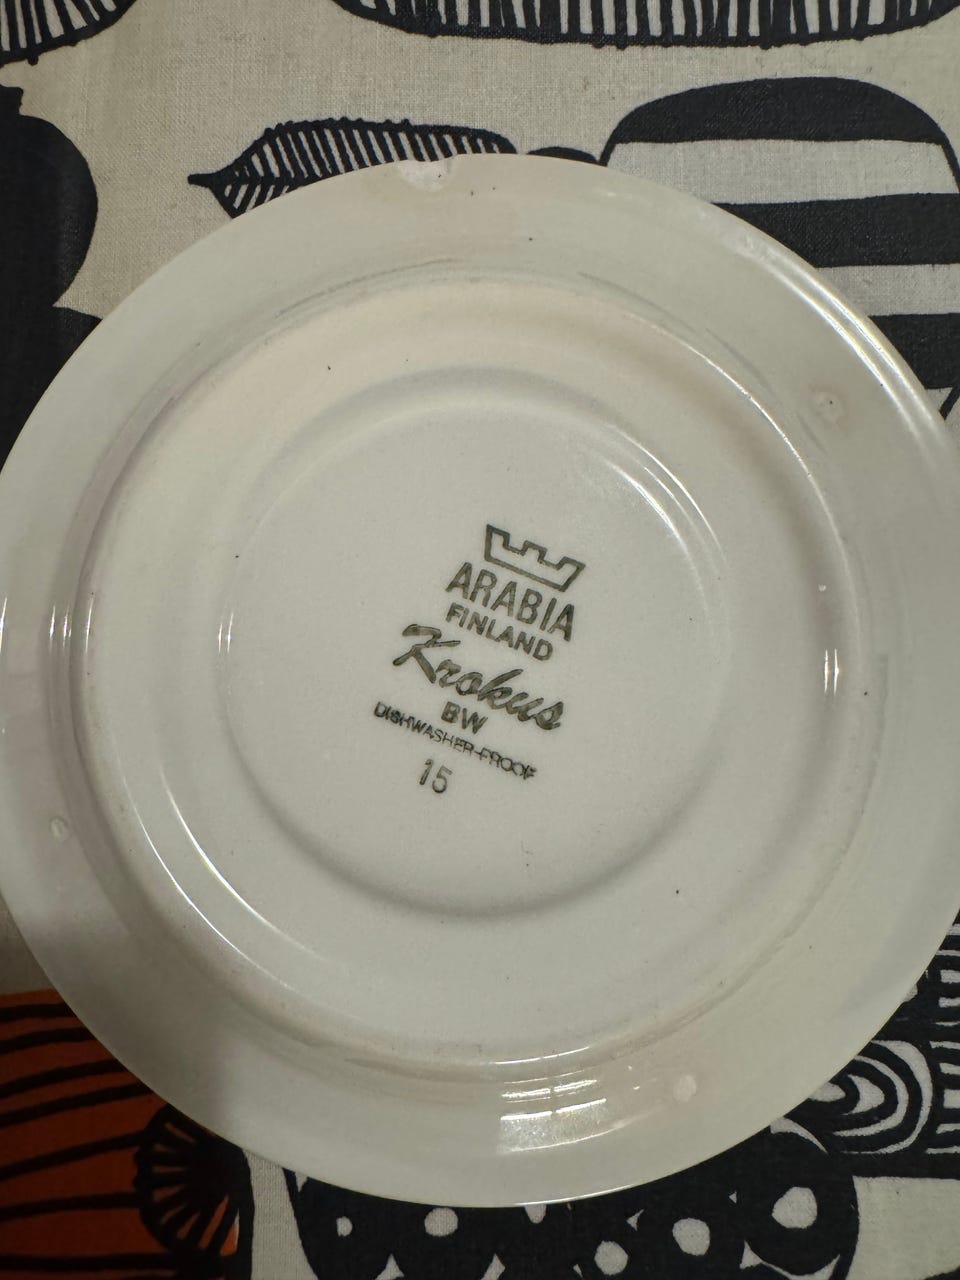 ARABIA
FINLAND
Krokus
BW
DISHWASHER-PROOF
15